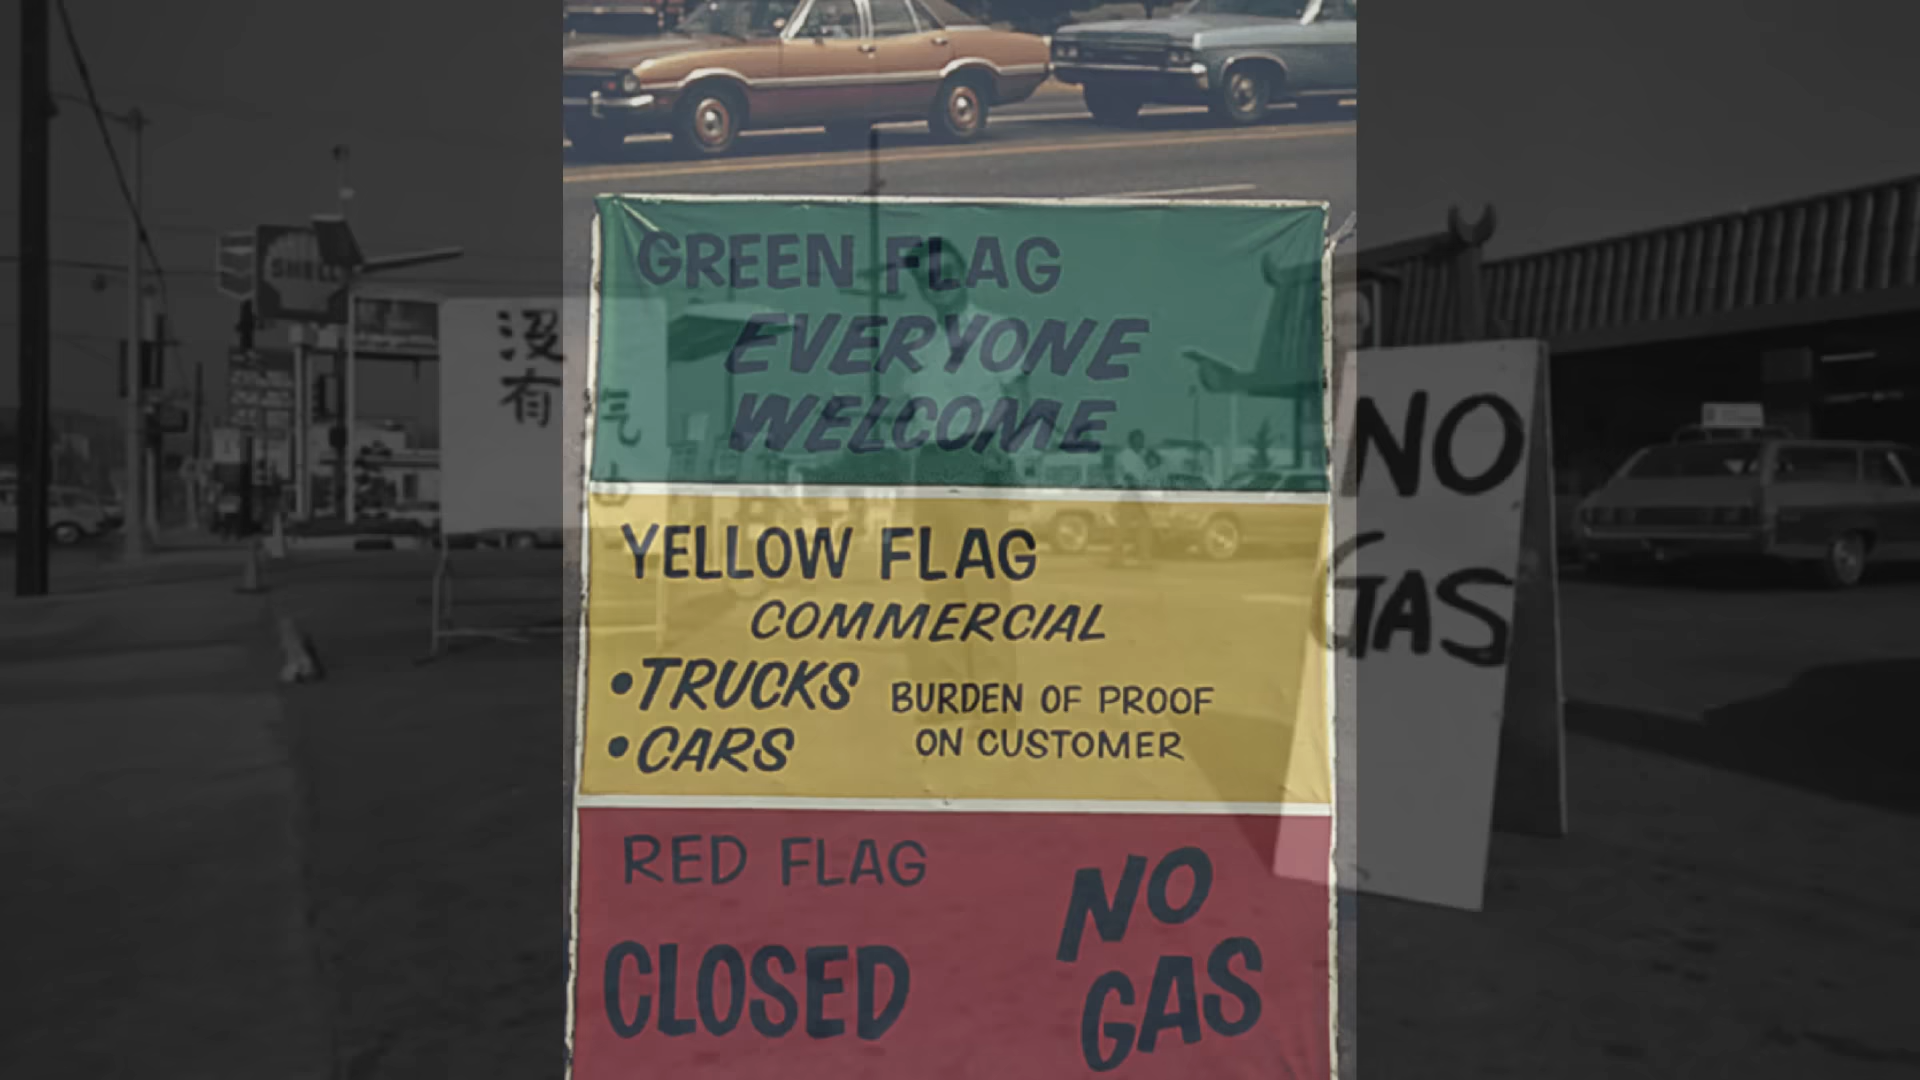 SHELL
没
有
气
NO
GAS
GREEN FLAG
EVERYONE
WELCOME
YELLOW FLAG
COMMERCIAL
•TRUCKS
•CARS
BURDEN OF PROOF
ON CUSTOMER
RED FLAG
CLOSED
NO
GAS